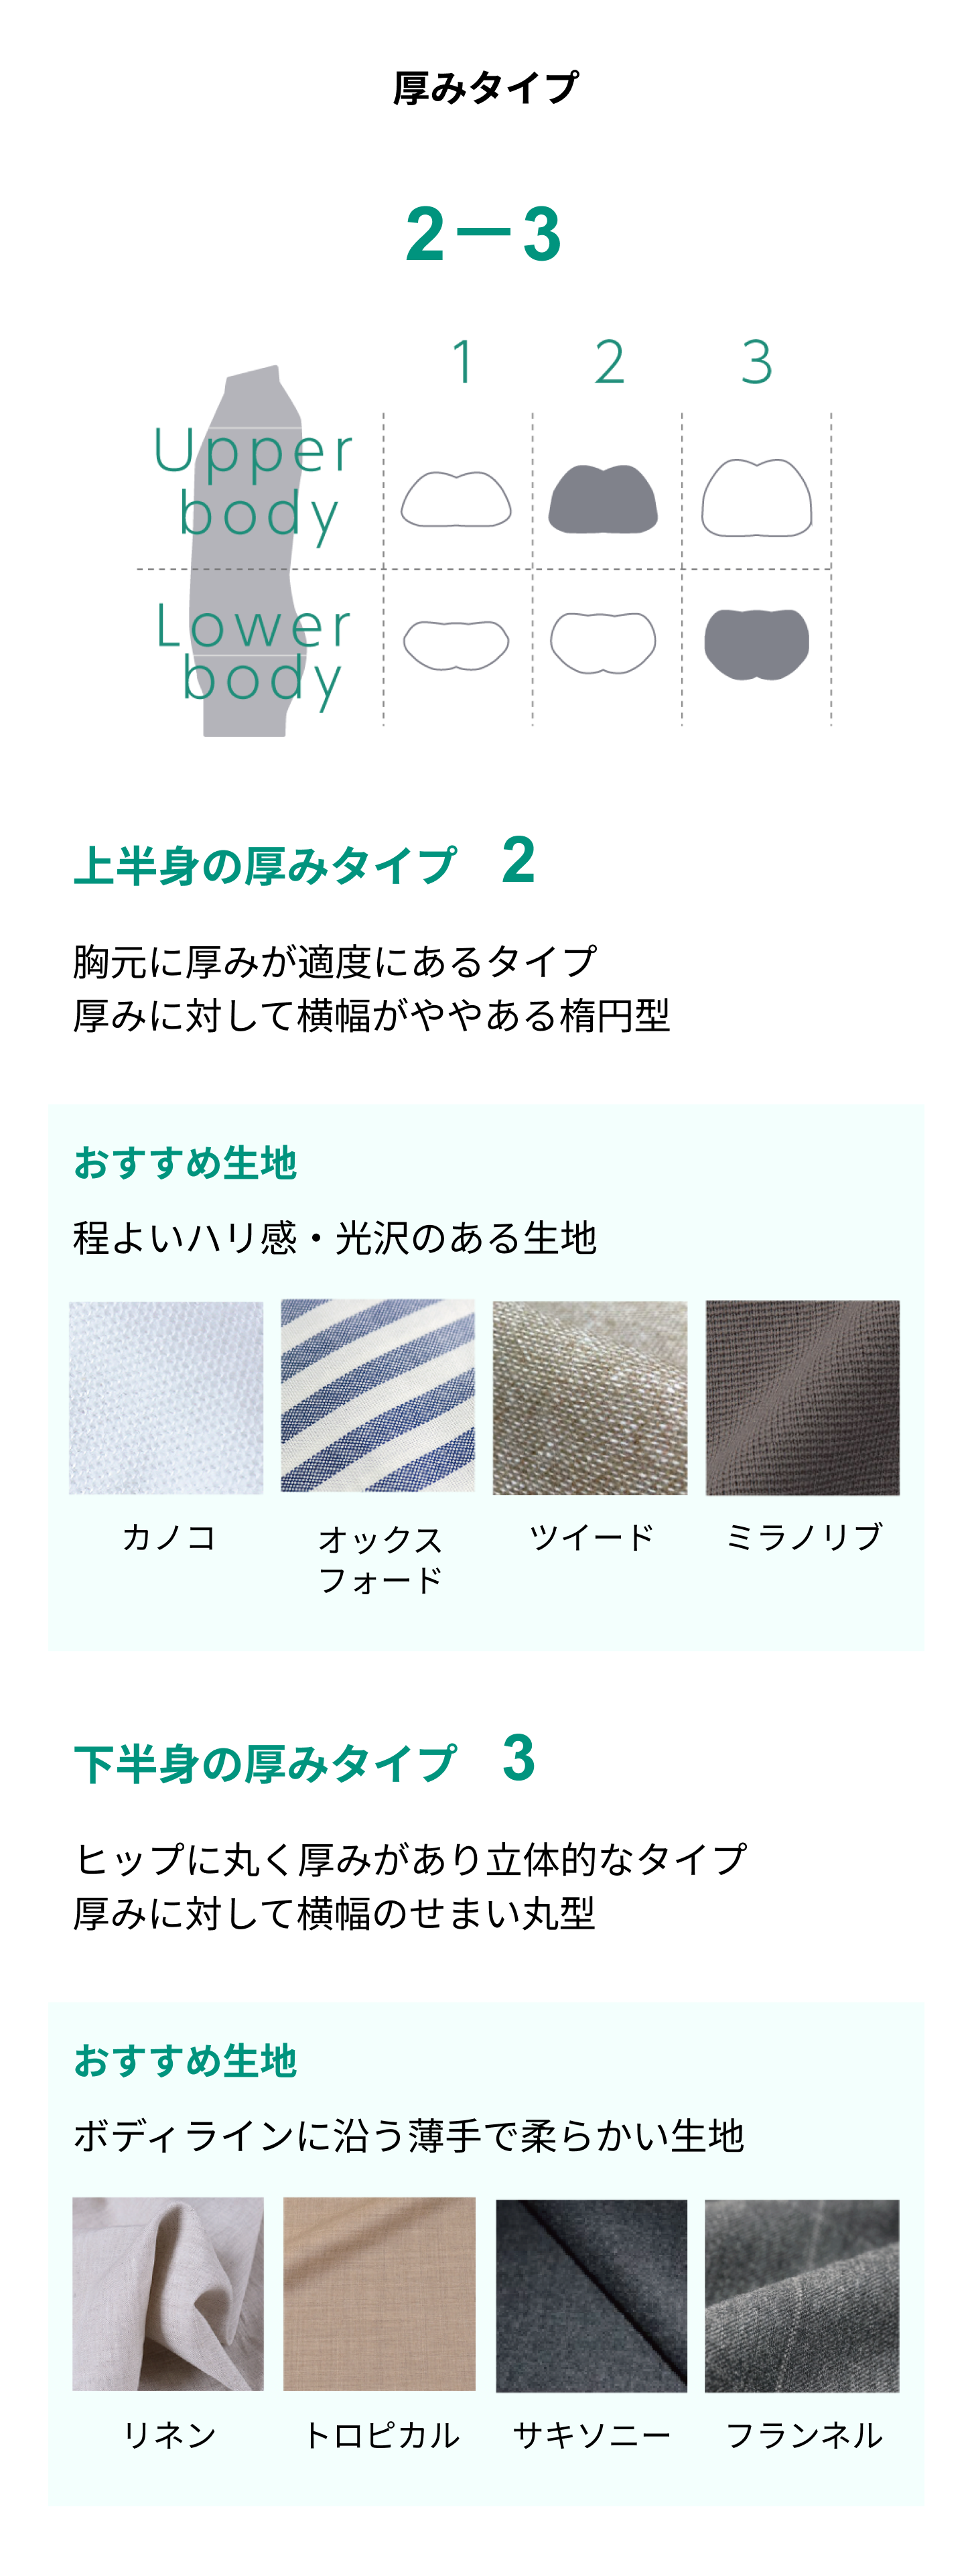 厚みタイプ
2－3
1 2 3
Upper
body
Lower
body
上半身の厚みタイプ 2
胸元に厚みが適度にあるタイプ
厚みに対して横幅がややある楕円型
おすすめ生地
程よいハリ感・光沢のある生地
カノコ
オックス
フォード
ツイード
ミラノリブ
下半身の厚みタイプ 3
ヒップに丸く厚みがあり立体的なタイプ
厚みに対して横幅のせまい丸型
おすすめ生地
ボディラインに沿う薄手で柔らかい生地
リネン
トロピカル
サキソニー
フランネル